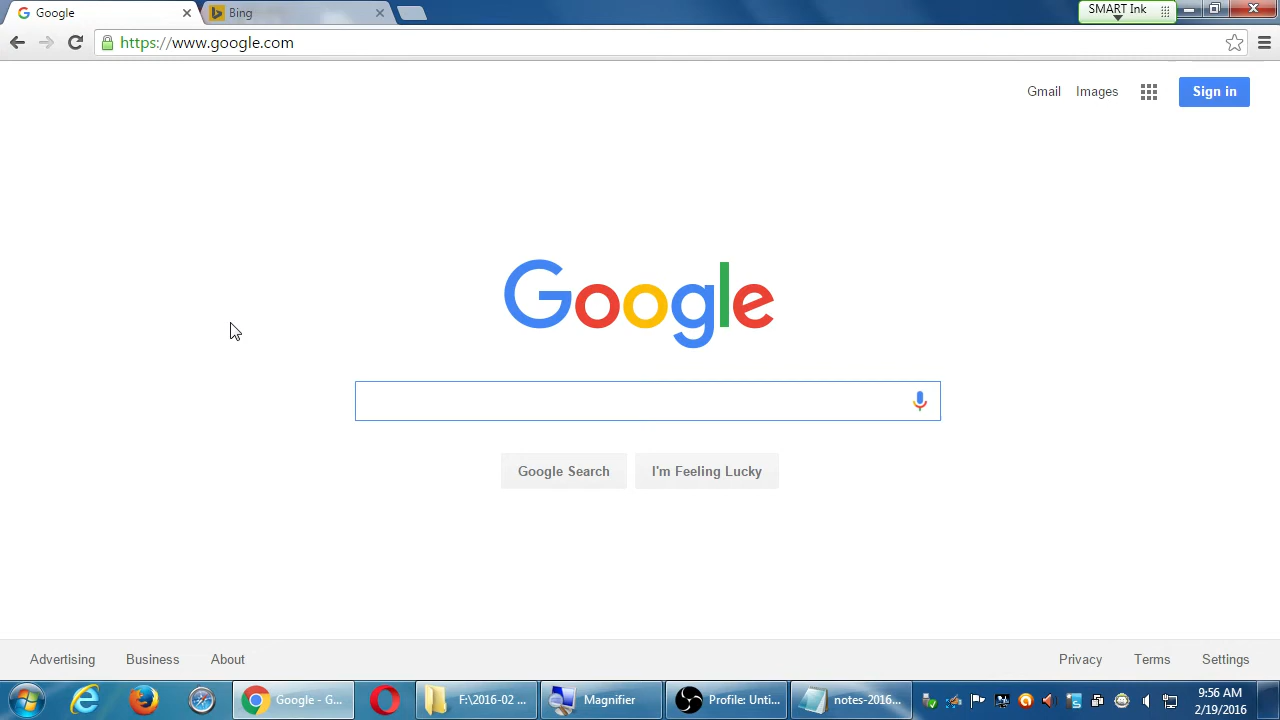 Google
Bing
SMART Ink
https://www.google.com
Gmail
Images
Sign in
Google
Google Search
I'm Feeling Lucky
Advertising
Business
About
Privacy
Terms
Settings
Google - G...
F:\2016-02 ...
Magnifier
Profile: Unti...
notes-2016...
9:56 AM
2/19/2016